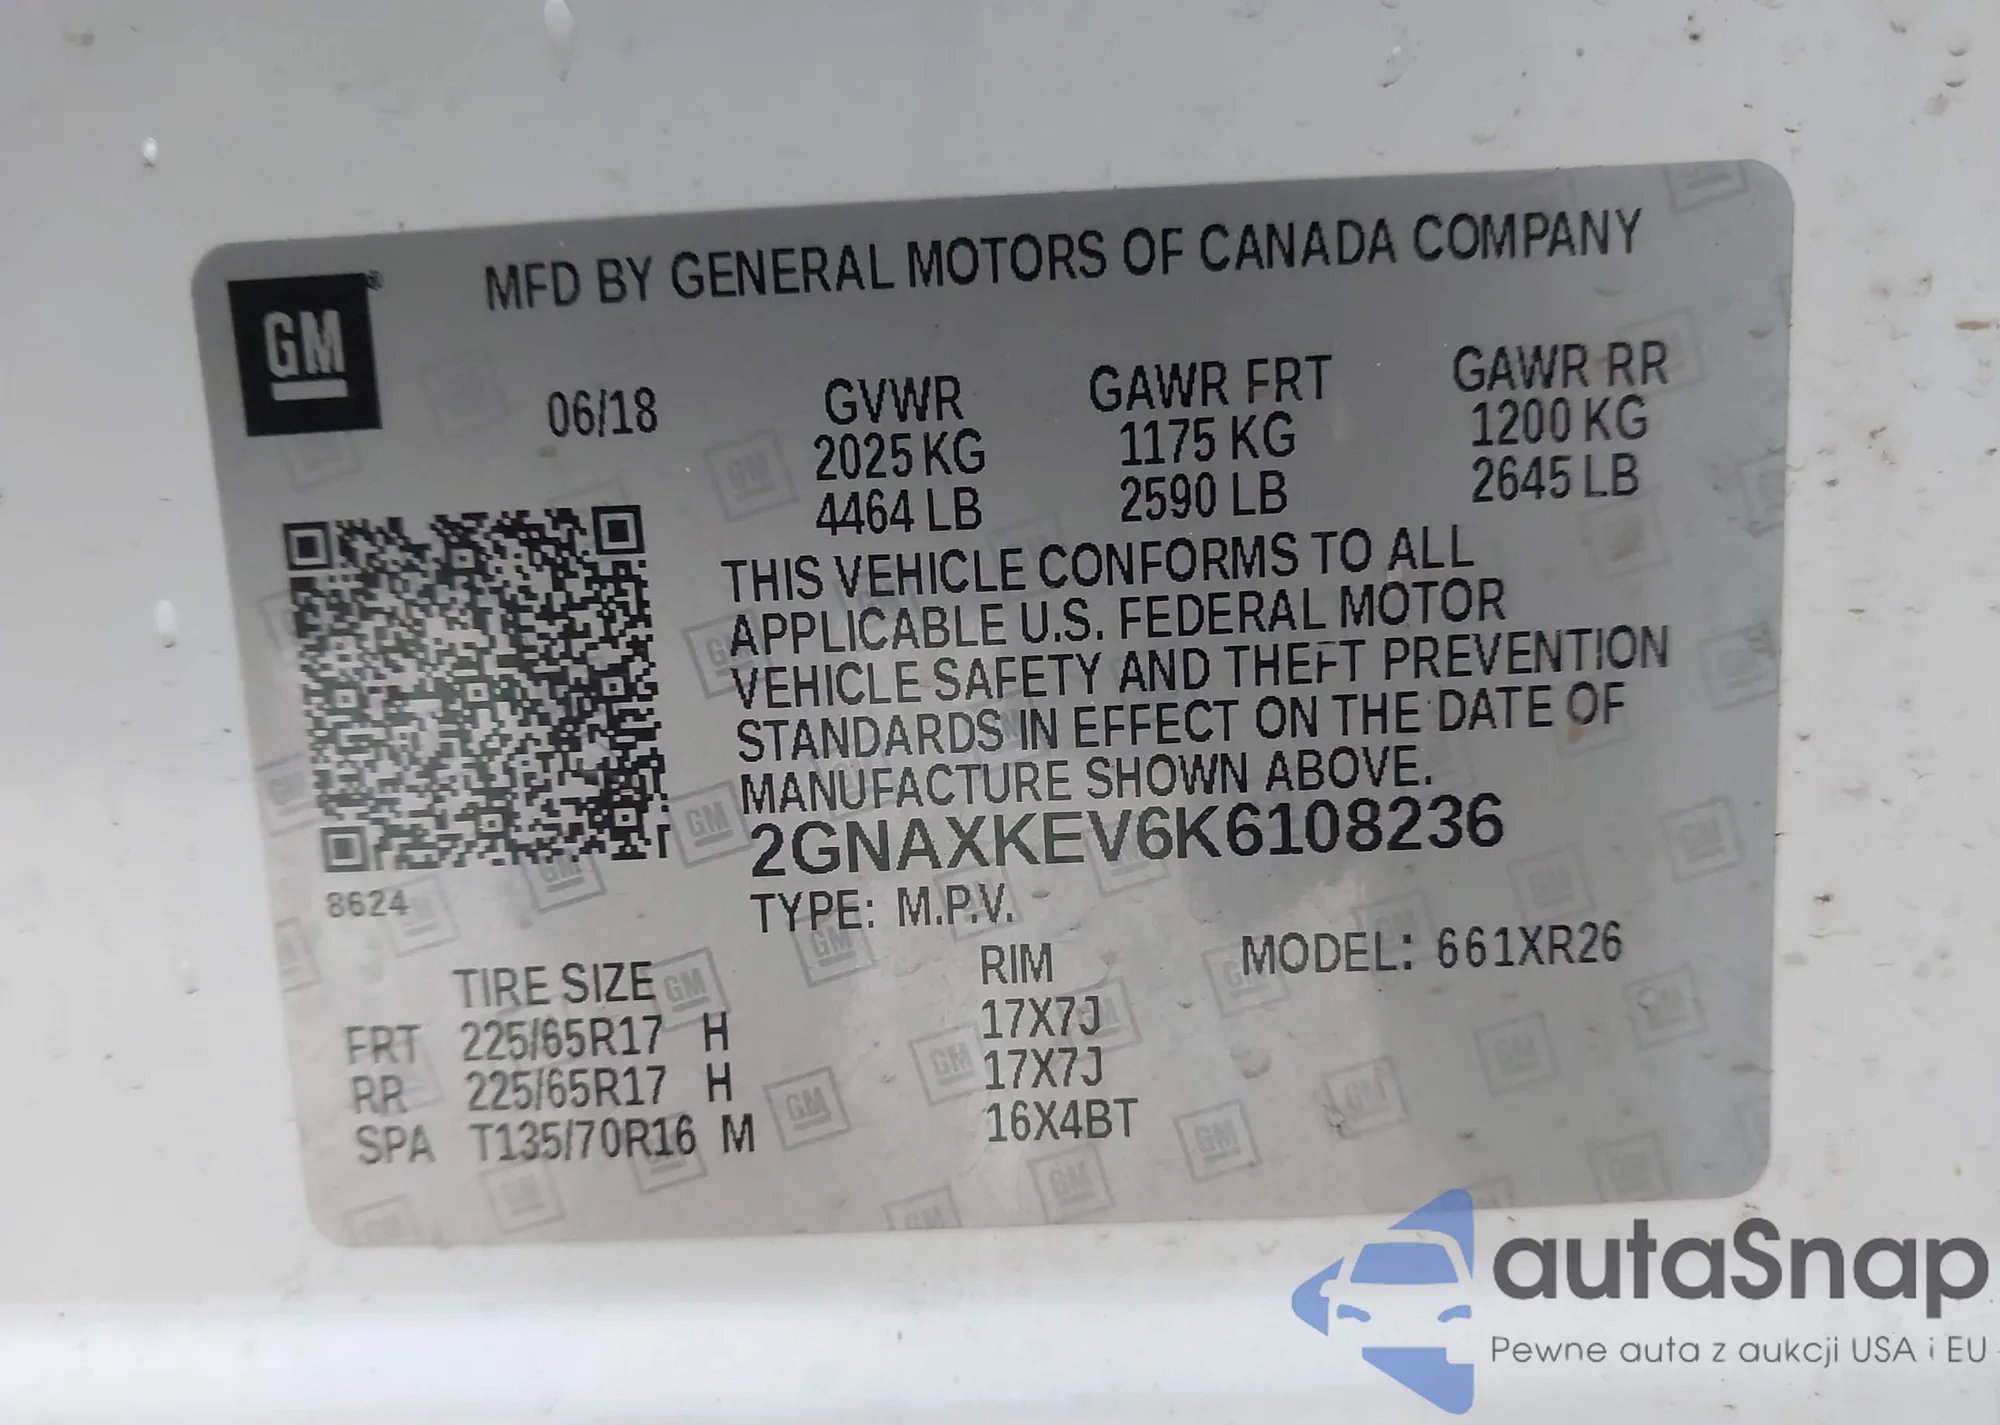 GM®
MFD BY GENERAL MOTORS OF CANADA COMPANY
06/18
GVWR GAWR FRT GAWR RR
2025 KG 1175 KG 1200 KG
4464 LB 2590 LB 2645 LB
THIS VEHICLE CONFORMS TO ALL
APPLICABLE U.S. FEDERAL MOTOR
VEHICLE SAFETY AND THEFT PREVENTION
STANDARDS IN EFFECT ON THE DATE OF
MANUFACTURE SHOWN ABOVE.
2GNAXKEV6K6108236
8624
TYPE: M.P.V.
MODEL: 661XR26
TIRE SIZE RIM
FRT 225/65R17 H 17X7J
RR 225/65R17 H 17X7J
SPA T135/70R16 M 16X4BT
autaSnap
Pewne auta z aukcji USA i EU